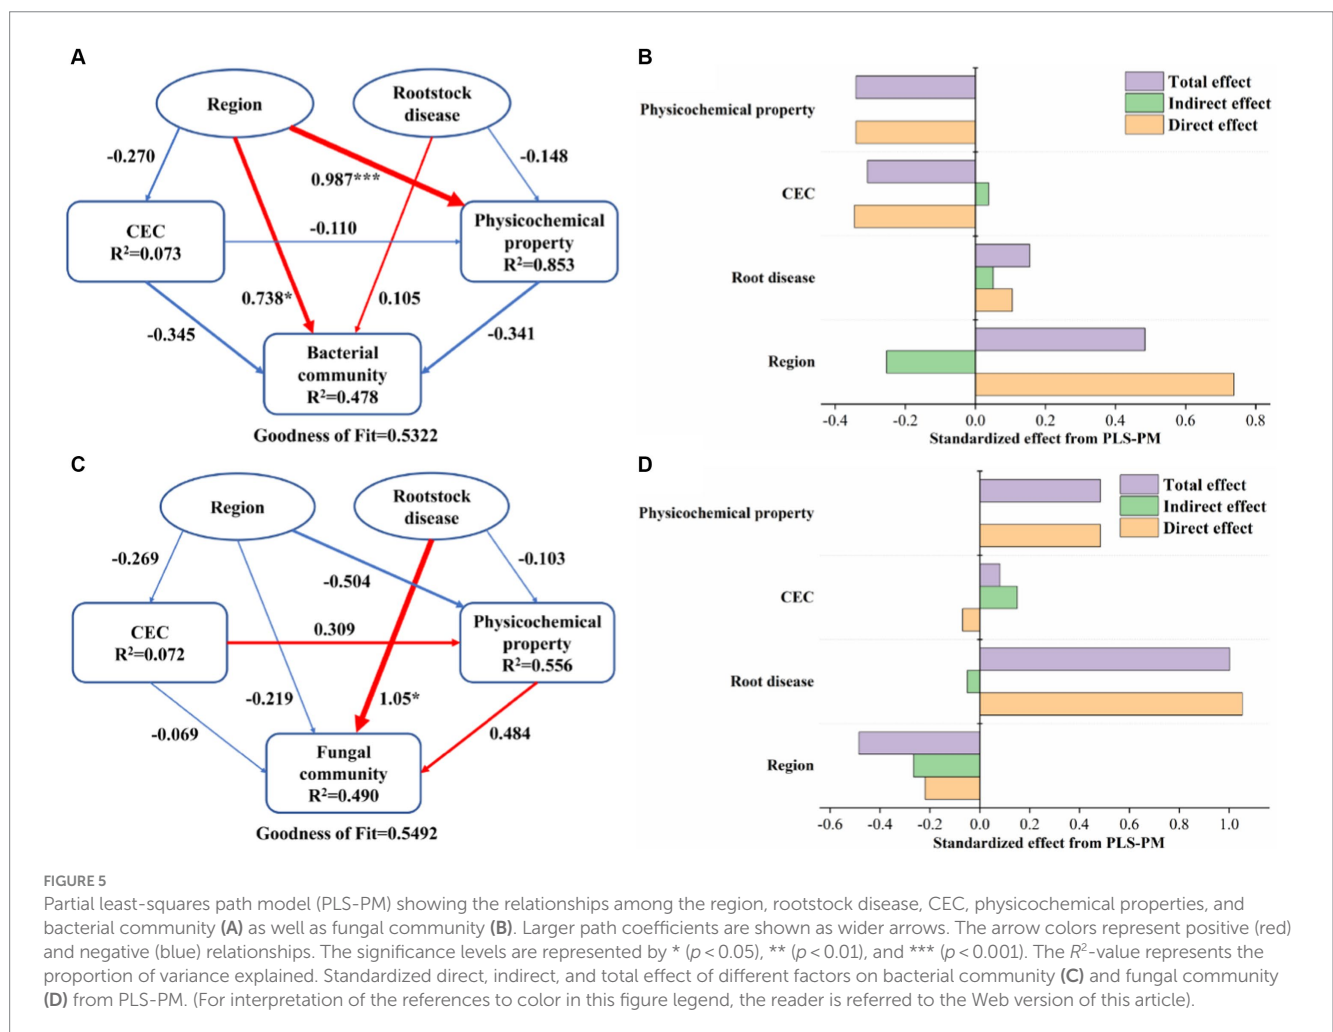 A
Region
Rootstock
disease
-0.270
-0.148
0.987***
CEC
R²=0.073
-0.110
Physicochemical
property
R²=0.853
0.738*
0.105
-0.345
-0.341
Bacterial
community
R²=0.478
Goodness of Fit=0.5322
B
Total effect
Indirect effect
Direct effect
Physicochemical property
CEC
Root disease
Region
-0.4 -0.2 0.0 0.2 0.4 0.6 0.8
Standardized effect from PLS-PM
C
Region
Rootstock
disease
-0.269
-0.103
-0.504
CEC
R²=0.072
0.309
Physicochemical
property
R²=0.556
-0.219
1.05*
-0.069
0.484
Fungal
community
R²=0.490
Goodness of Fit=0.5492
D
Total effect
Indirect effect
Direct effect
Physicochemical property
CEC
Root disease
Region
-0.6 -0.4 -0.2 0.0 0.2 0.4 0.6 0.8 1.0
Standardized effect from PLS-PM
FIGURE 5
Partial least-squares path model (PLS-PM) showing the relationships among the region, rootstock disease, CEC, physicochemical properties, and
bacterial community (A) as well as fungal community (B). Larger path coefficients are shown as wider arrows. The arrow colors represent positive (red)
and negative (blue) relationships. The significance levels are represented by * (p < 0.05), ** (p < 0.01), and *** (p < 0.001). The R²-value represents the
proportion of variance explained. Standardized direct, indirect, and total effect of different factors on bacterial community (C) and fungal community
(D) from PLS-PM. (For interpretation of the references to color in this figure legend, the reader is referred to the Web version of this article).